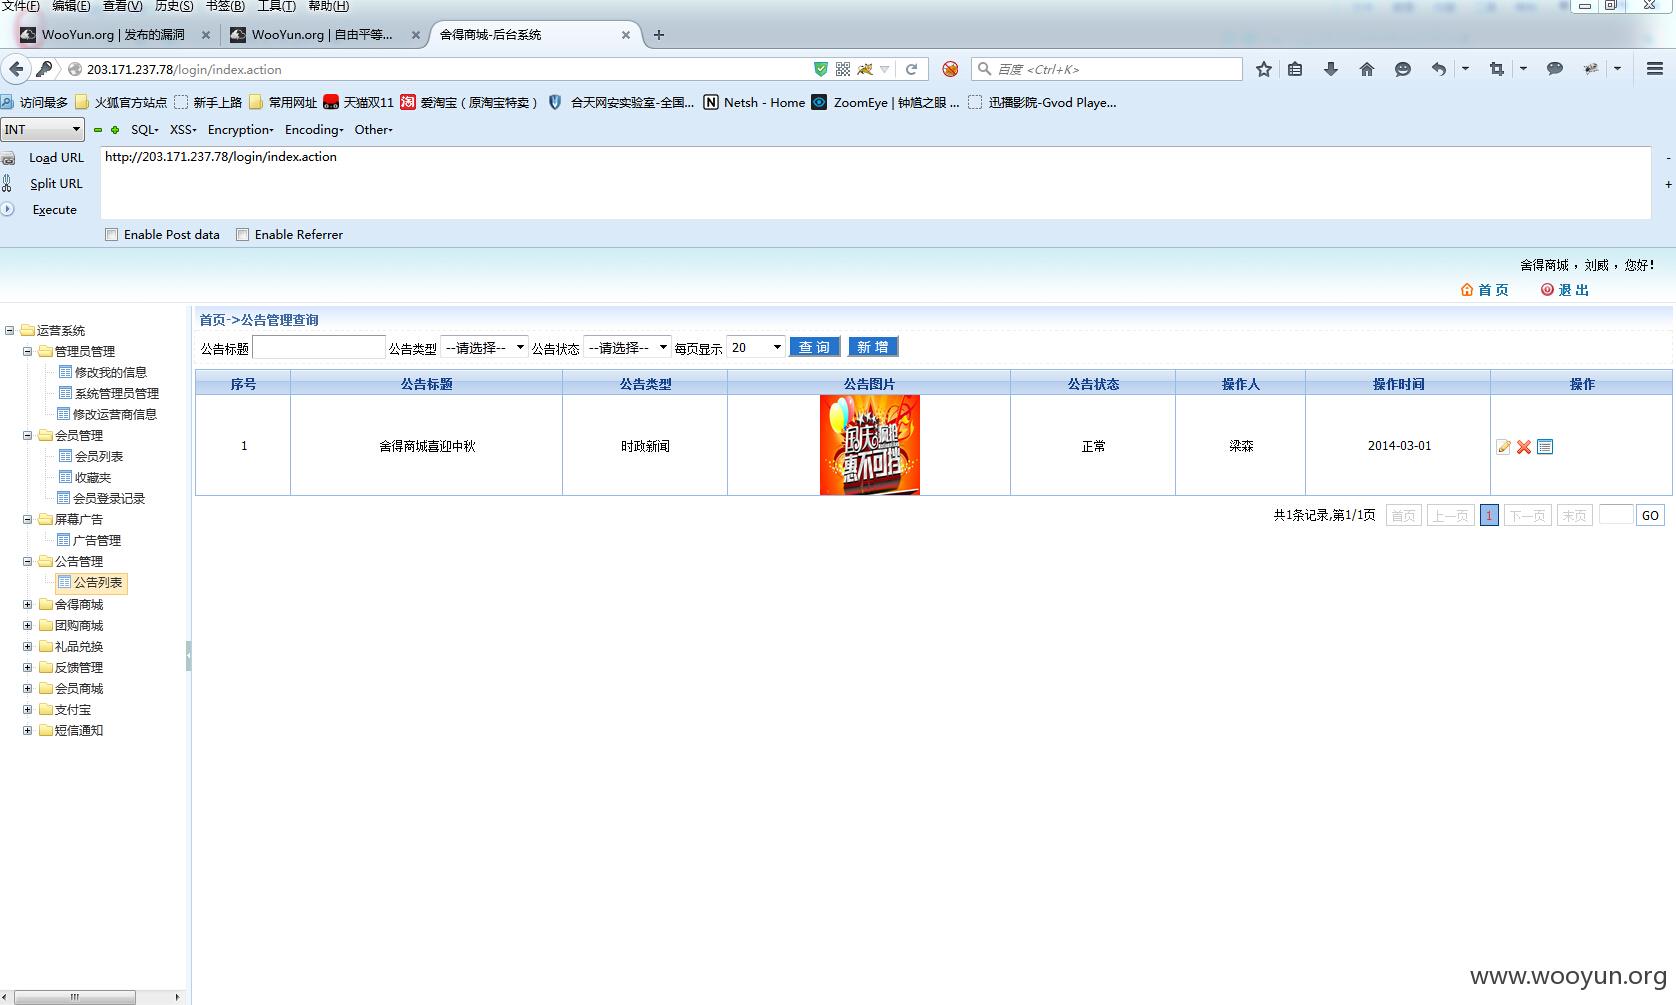 文件(F) 编辑(E) 查看(V) 历史(S) 书签(B) 工具(T) 帮助(H)
WooYun.org | 发布的漏洞 WooYun.org | 自由平等... 舍得商城-后台系统
203.171.237.78/login/index.action 百度 <Ctrl+K>
访问最多 火狐官方站点 新手上路 常用网址 天猫双11 爱淘宝（原淘宝特卖） 合天网安实验室-全国... Netsh - Home ZoomEye | 钟馗之眼 ... 迅播影院-Gvod Playe...
INT SQL XSS Encryption Encoding Other
Load URL http://203.171.237.78/login/index.action
Split URL
Execute
Enable Post data Enable Referrer
舍得商城，刘威，您好!
首页 退出
运营系统
管理员管理
修改我的信息
系统管理员管理
修改运营商信息
会员管理
会员列表
收藏夹
会员登录记录
屏幕广告
广告管理
公告管理
公告列表
舍得商城
团购商城
礼品兑换
反馈管理
会员商城
支付宝
短信通知
首页->公告管理查询
公告标题 公告类型 --请选择-- 公告状态 --请选择-- 每页显示 20 查询 新增
序号 公告标题 公告类型 公告图片 公告状态 操作人 操作时间 操作
1 舍得商城喜迎中秋 时政新闻 正常 梁森 2014-03-01
国庆
惠不可挡
共1条记录,第1/1页 首页 上一页 1 下一页 末页 GO
www.wooyun.org